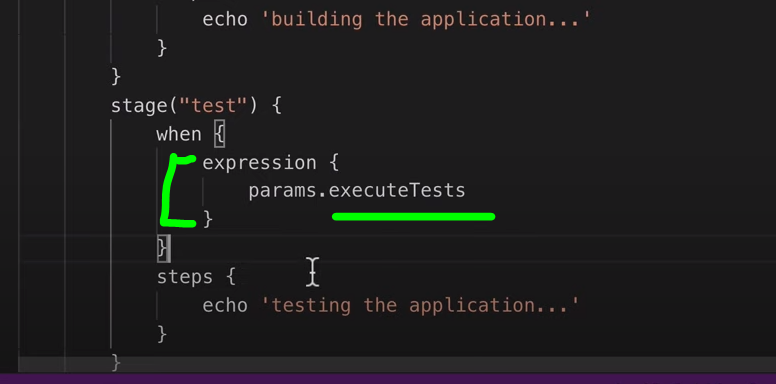 echo 'building the application...'
}
}
stage("test") {
when {
expression {
params.executeTests
}
}
steps {
echo 'testing the application...'
}
}